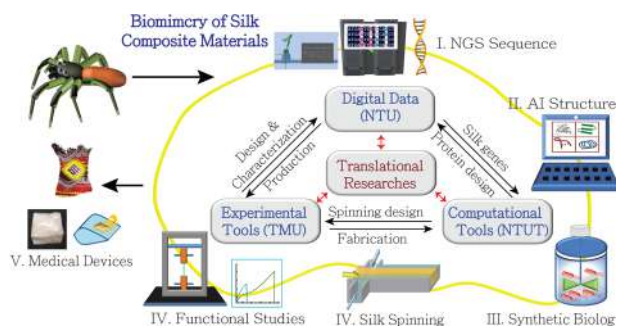 Biomimcry of Silk
Composite Materials
I. NGS Sequence
II. AI Structure
Digital Data
(NTU)
Design &
Characterization
Production
Silk genes
Protein design
Translational
Researches
Experimental
Tools (TMU)
Spinning design
Fabrication
Computational
Tools (NTUT)
V. Medical Devices
IV. Functional Studies
IV. Silk Spinning
III. Synthetic Biolog